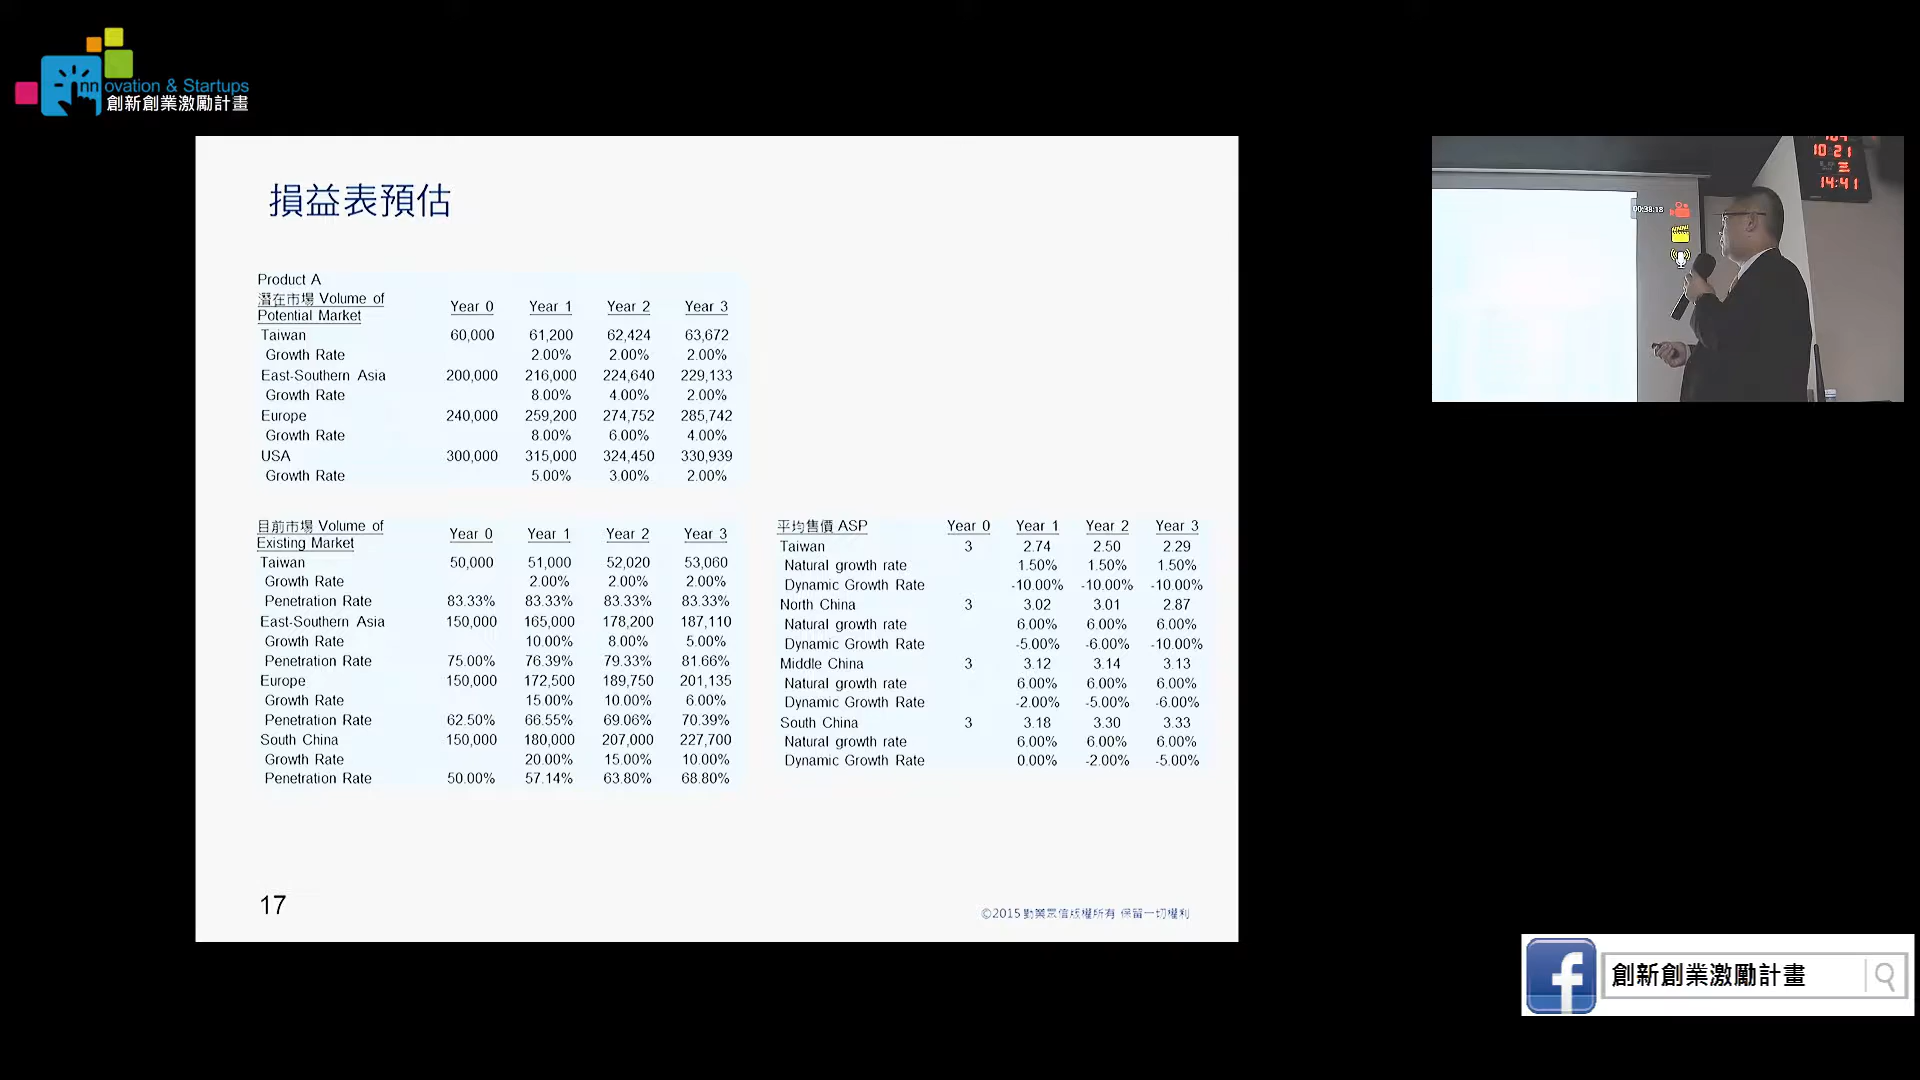 Innovation & Startups
創新創業激勵計畫
損益表預估
Product A
潛在市場 Volume of
Potential Market
Year 0 Year 1 Year 2 Year 3
Taiwan 60,000 61,200 62,424 63,672
Growth Rate 2.00% 2.00% 2.00%
East-Southern Asia 200,000 216,000 224,640 229,133
Growth Rate 8.00% 4.00% 2.00%
Europe 240,000 259,200 274,752 285,742
Growth Rate 8.00% 6.00% 4.00%
USA 300,000 315,000 324,450 330,939
Growth Rate 5.00% 3.00% 2.00%
目前市場 Volume of
Existing Market
Year 0 Year 1 Year 2 Year 3
Taiwan 50,000 51,000 52,020 53,060
Growth Rate 2.00% 2.00% 2.00%
Penetration Rate 83.33% 83.33% 83.33% 83.33%
East-Southern Asia 150,000 165,000 178,200 187,110
Growth Rate 10.00% 8.00% 5.00%
Penetration Rate 75.00% 76.39% 79.33% 81.66%
Europe 150,000 172,500 189,750 201,135
Growth Rate 15.00% 10.00% 6.00%
Penetration Rate 62.50% 66.55% 69.06% 70.39%
South China 150,000 180,000 207,000 227,700
Growth Rate 20.00% 15.00% 10.00%
Penetration Rate 50.00% 57.14% 63.80% 68.80%
平均售價 ASP Year 0 Year 1 Year 2 Year 3
Taiwan 3 2.74 2.50 2.29
Natural growth rate 1.50% 1.50% 1.50%
Dynamic Growth Rate -10.00% -10.00% -10.00%
North China 3 3.02 3.01 2.87
Natural growth rate 6.00% 6.00% 6.00%
Dynamic Growth Rate -5.00% -6.00% -10.00%
Middle China 3 3.12 3.14 3.13
Natural growth rate 6.00% 6.00% 6.00%
Dynamic Growth Rate -2.00% -5.00% -6.00%
South China 3 3.18 3.30 3.33
Natural growth rate 6.00% 6.00% 6.00%
Dynamic Growth Rate 0.00% -2.00% -5.00%
17
©2015 勤業眾信版權所有 保留一切權利
10 21
三
14:41
00:38:18
創新創業激勵計畫